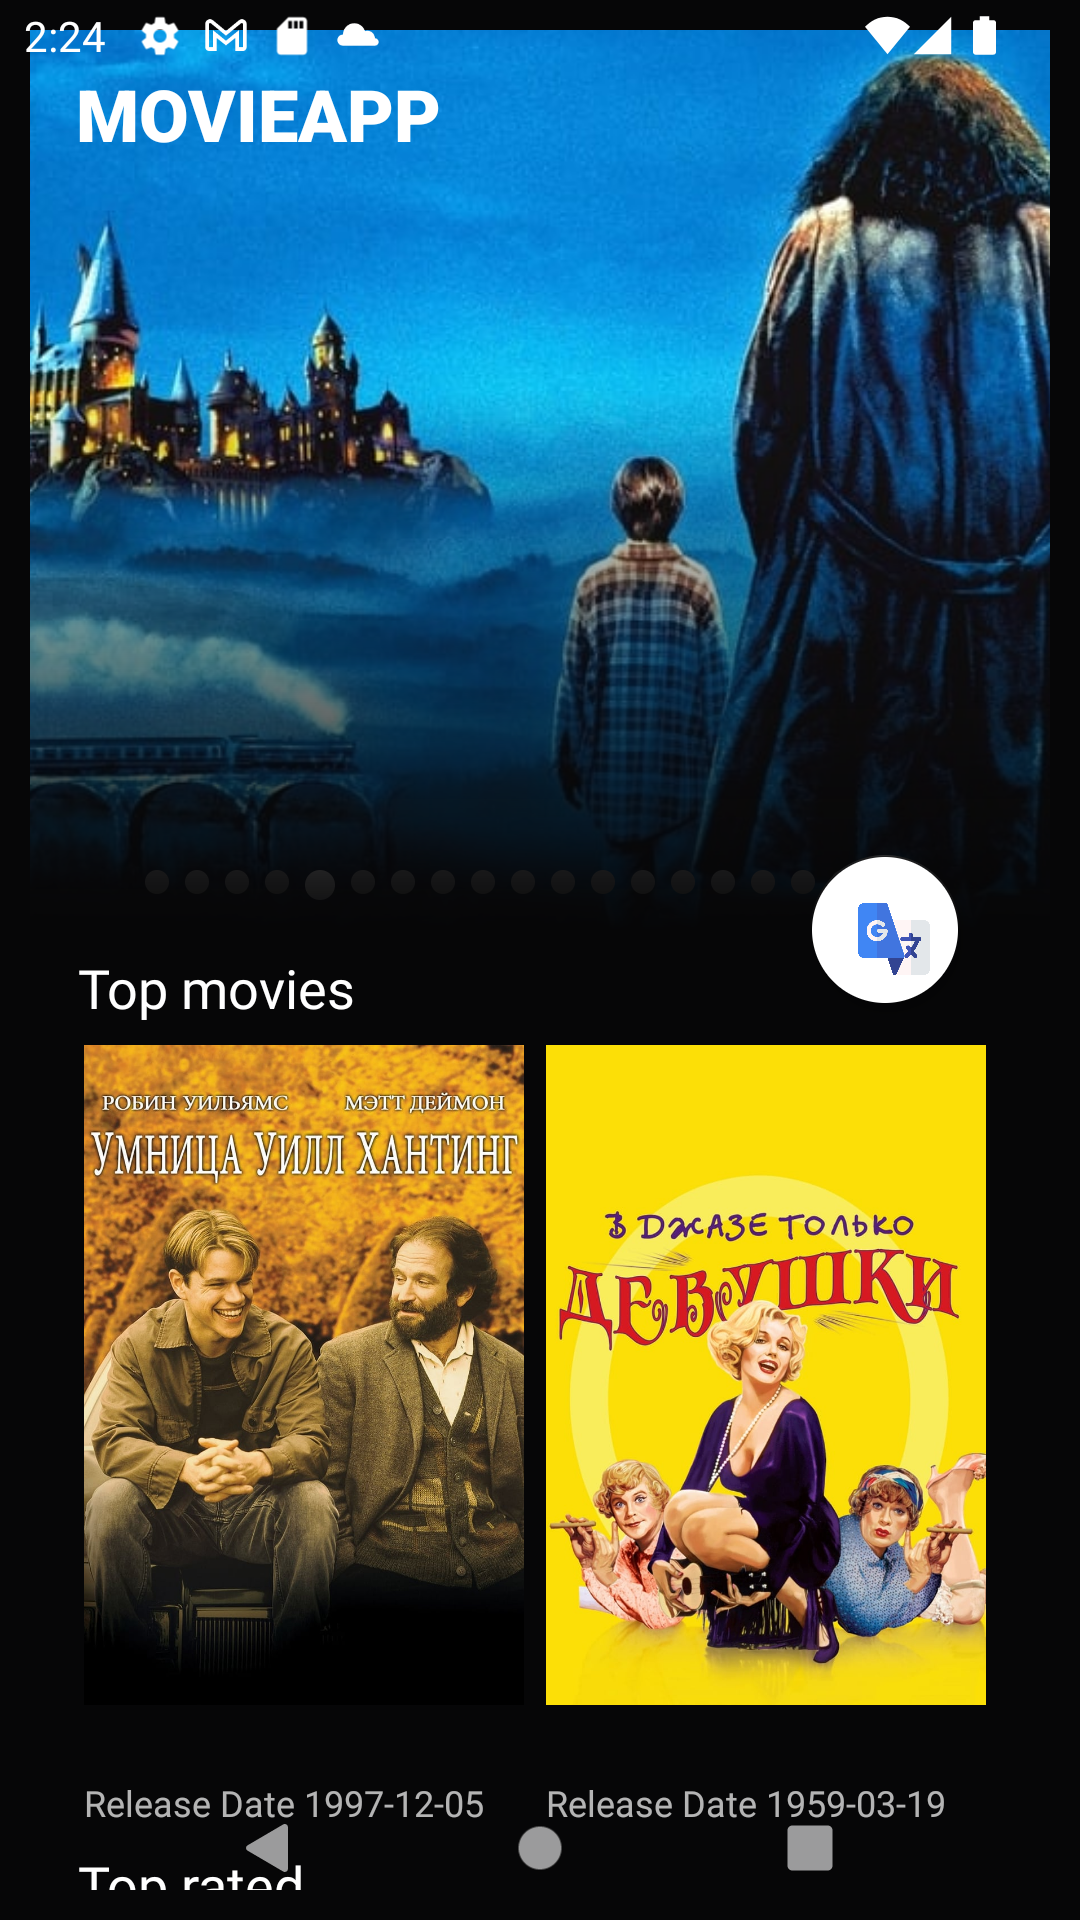 2:24
MOVIEAPP
Top movies
РОБИН УИЛЬЯМС МЭТТ ДЕЙМОН
УМНИЦА УИЛЛ ХАНТИНГ
В ДЖАЗЕ ТОЛЬКО
ДЕВУШКИ
Release Date 1997-12-05
Release Date 1959-03-19
Top rated